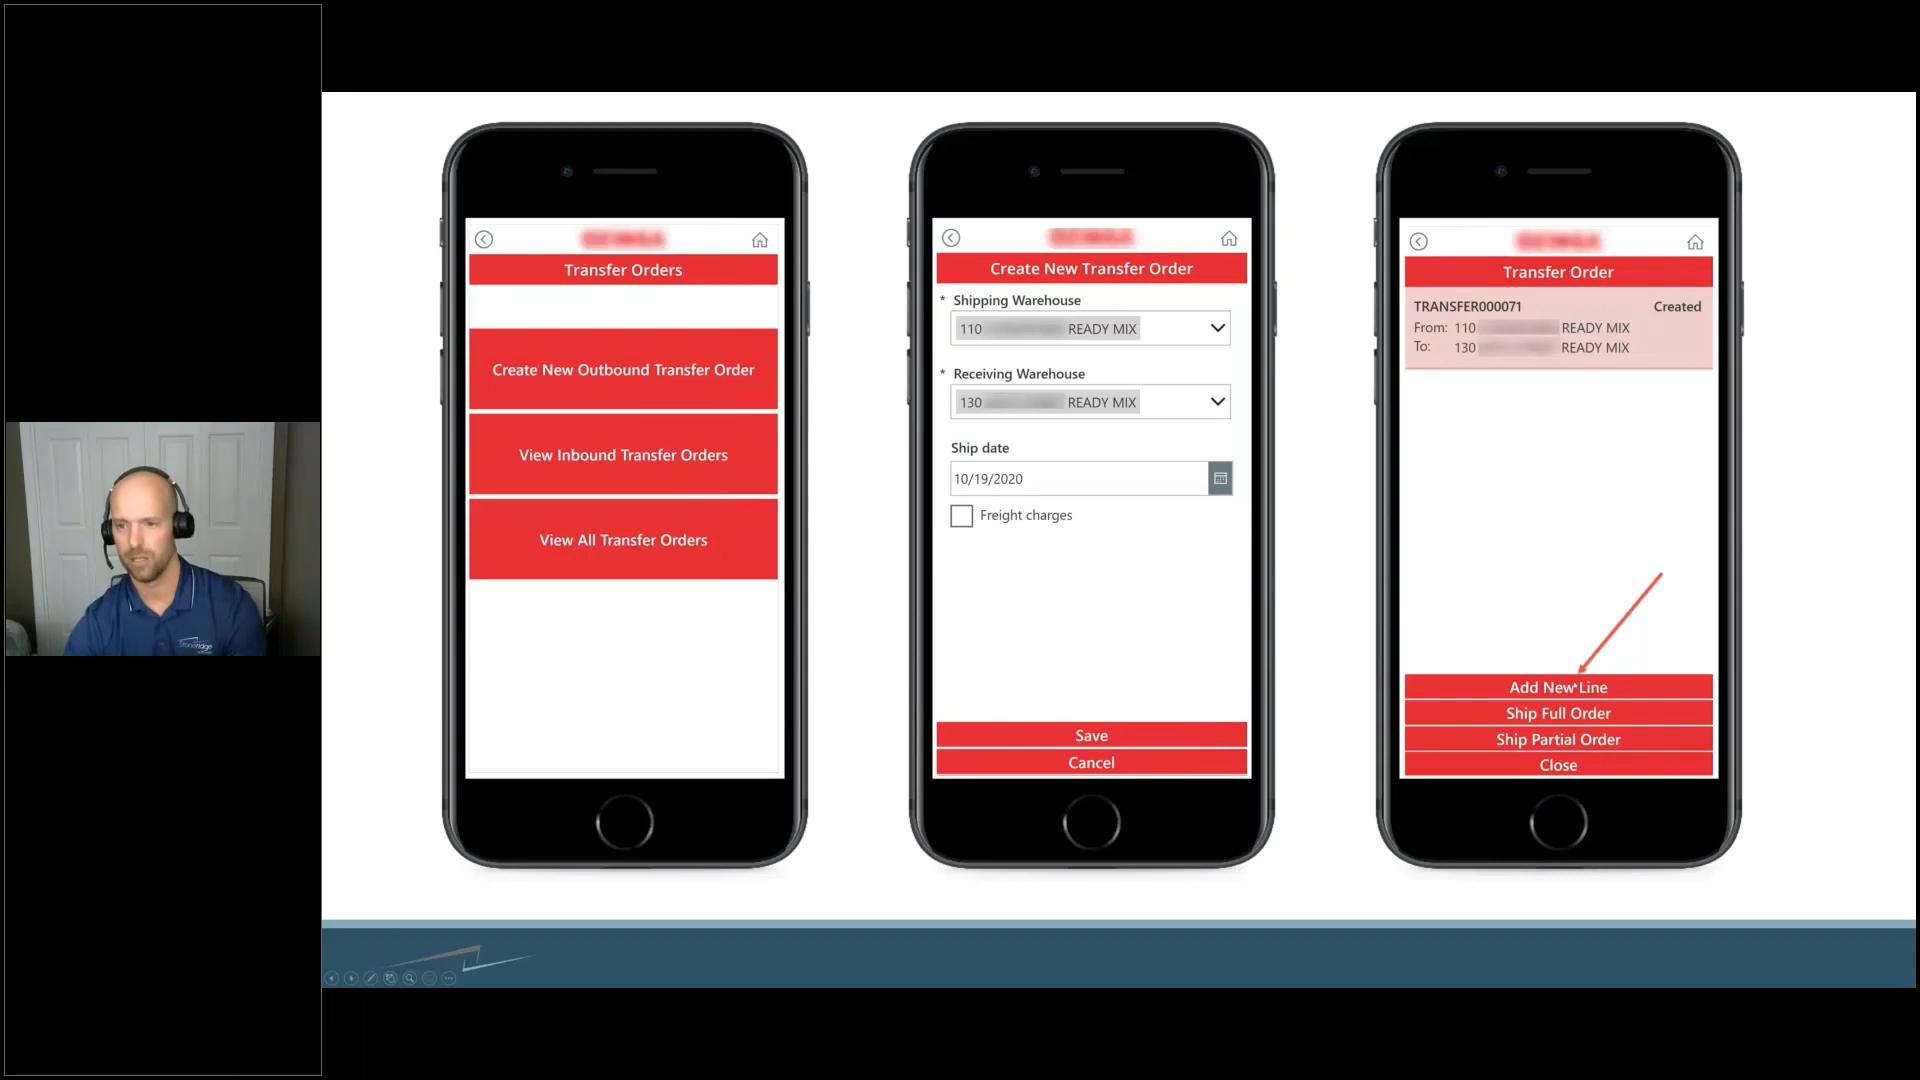 Transfer Orders
Create New Outbound Transfer Order
View Inbound Transfer Orders
View All Transfer Orders
Create New Transfer Order
* Shipping Warehouse
110 READY MIX
* Receiving Warehouse
130 READY MIX
Ship date
10/19/2020
Freight charges
Save
Cancel
Transfer Order
TRANSFER000071 Created
From: 110 READY MIX
To: 130 READY MIX
Add New Line
Ship Full Order
Ship Partial Order
Close
Stoneridge